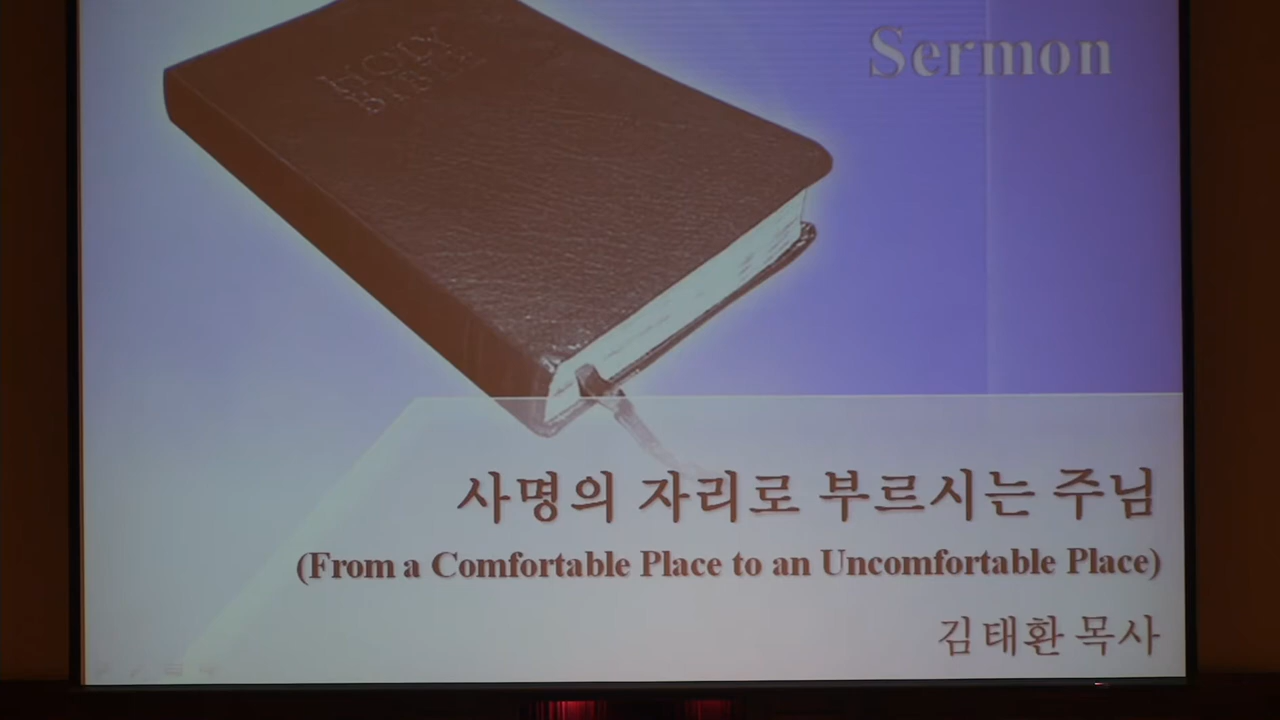 HOLY
BIBLE
Sermon
사명의 자리로 부르시는 주님
(From a Comfortable Place to an Uncomfortable Place)
김태환 목사